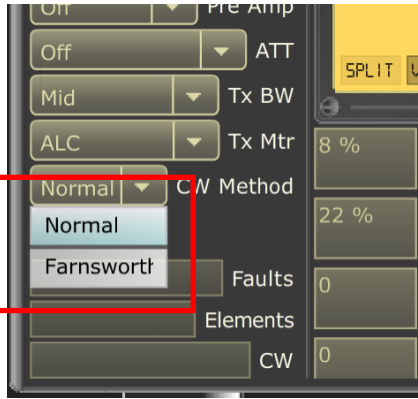 Off Pre Amp
Off ATT
SPLIT
Mid Tx BW
ALC Tx Mtr 8 %
Normal CW Method
Normal 22 %
Farnsworth
Faults 0
Elements
CW 0